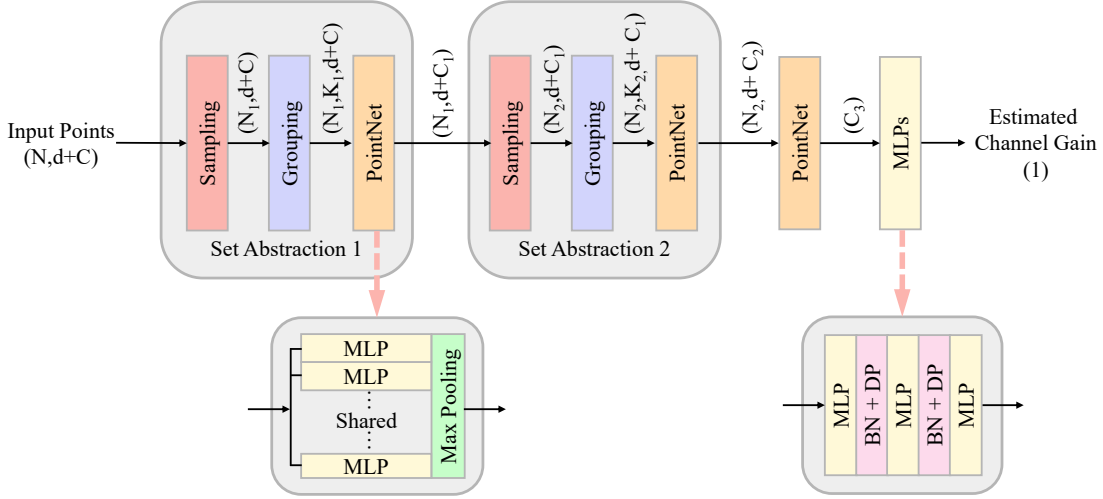 Input Points
(N,d+C)
Sampling
(N₁,d+C)
Grouping
(N₁,K₁,d+C)
PointNet
Set Abstraction 1
(N₁,d+C₁)
Sampling
(N₂,d+C₁)
Grouping
(N₂,K₂,d+ C₁)
PointNet
Set Abstraction 2
(N₂,d+ C₂)
PointNet
(C₃)
MLPs
Estimated
Channel Gain
(1)
MLP
MLP
Shared
MLP
Max Pooling
MLP
BN + DP
MLP
BN + DP
MLP